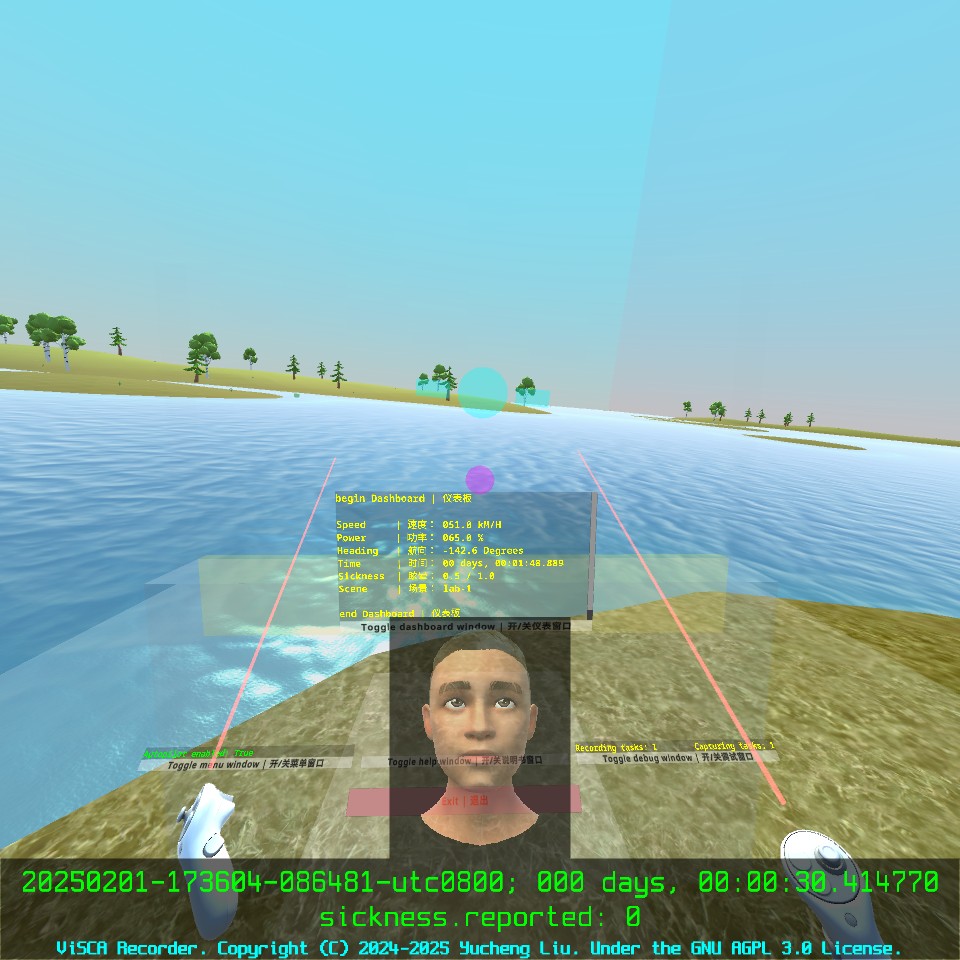 begin Dashboard | 仪表板
Speed | 速度： 051.0 kM/H
Power | 功率： 065.0 %
Heading | 航向： -142.6 Degrees
Time | 时间： 00 days, 00:01:48.889
Sickness | 0.5 / 1.0
Scene | 场景： lab-1
end Dashboard | 仪表板
Toggle dashboard window | 开/关仪表窗口
True
Recording tasks: 1 Capturing tasks: 1
Toggle menu window | 开/关菜单窗口
Toggle help window | 开/关说明书窗口
Toggle debug window | 开/关调试窗口
Exit | 退出
20250201-173604-086481-utc0800; 000 days, 00:00:30.414770
sickness.reported: 0
ViSCA Recorder. Copyright (C) 2024-2025 Yucheng Liu. Under the GNU AGPL 3.0 License.